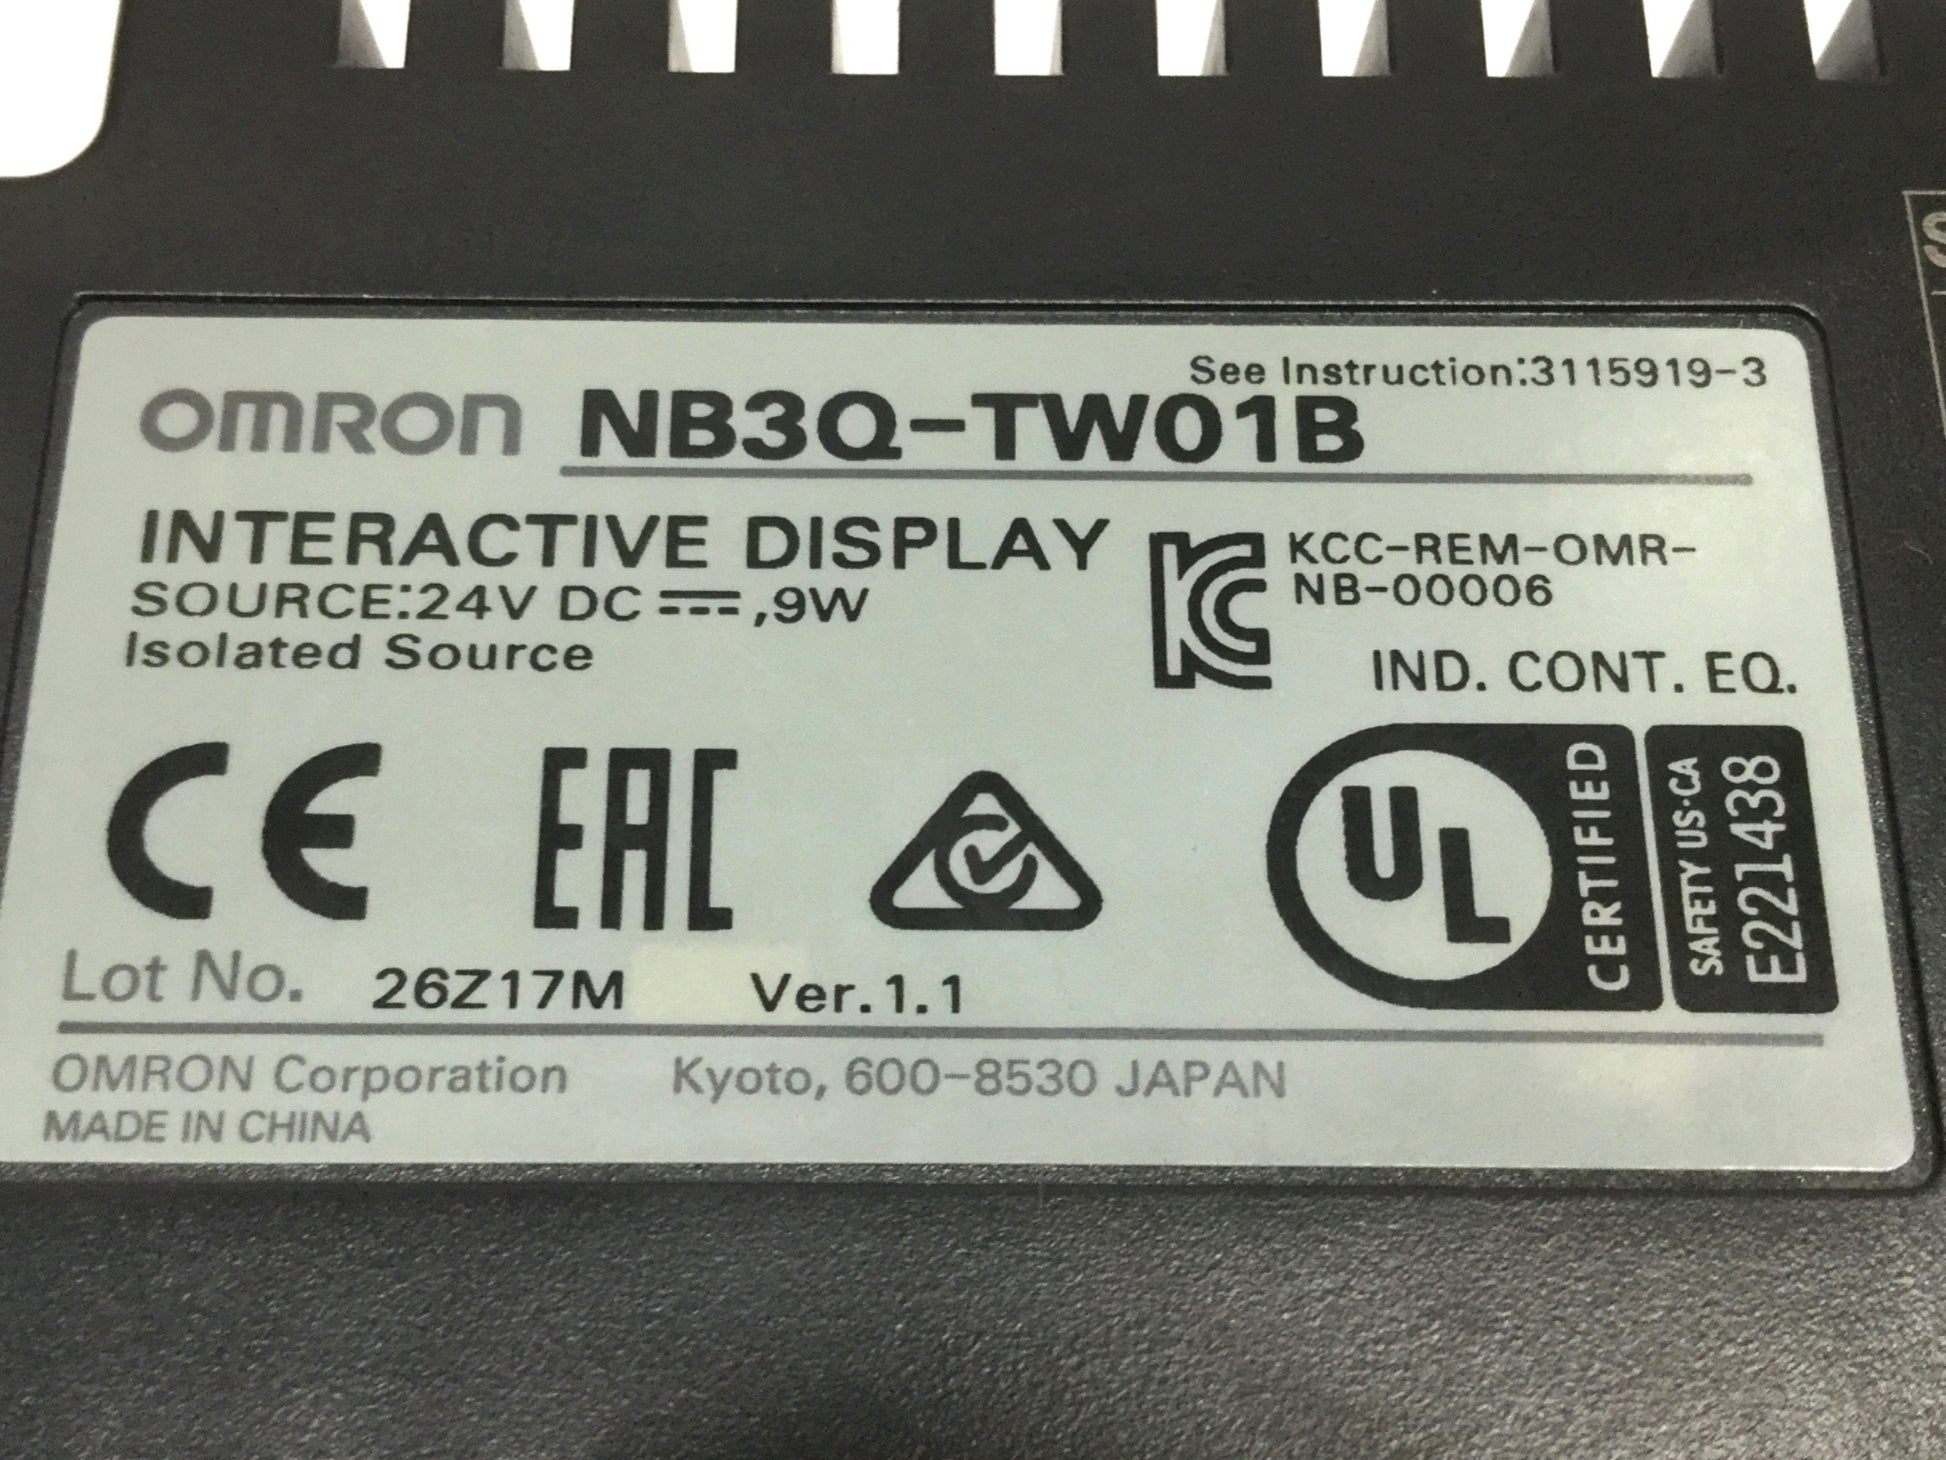 See Instruction:3115919-3
OMRON NB3Q-TW01B
INTERACTIVE DISPLAY
SOURCE:24V DC ⎓,9W
Isolated Source
KCC-REM-OMR-
NB-00006
IND. CONT. EQ.
CE EAC
UL
CERTIFIED
SAFETY US·CA
E221438
Lot No. 26Z17M Ver.1.1
OMRON Corporation Kyoto, 600-8530 JAPAN
MADE IN CHINA